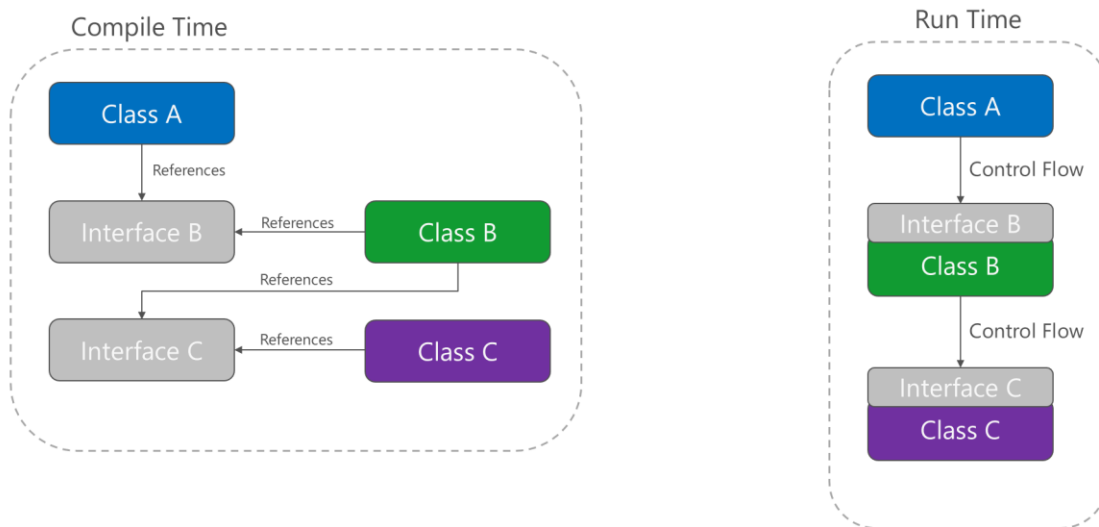 Compile Time
Class A
References
Interface B
References
Class B
References
Interface C
References
Class C
Run Time
Class A
Control Flow
Interface B
Class B
Control Flow
Interface C
Class C